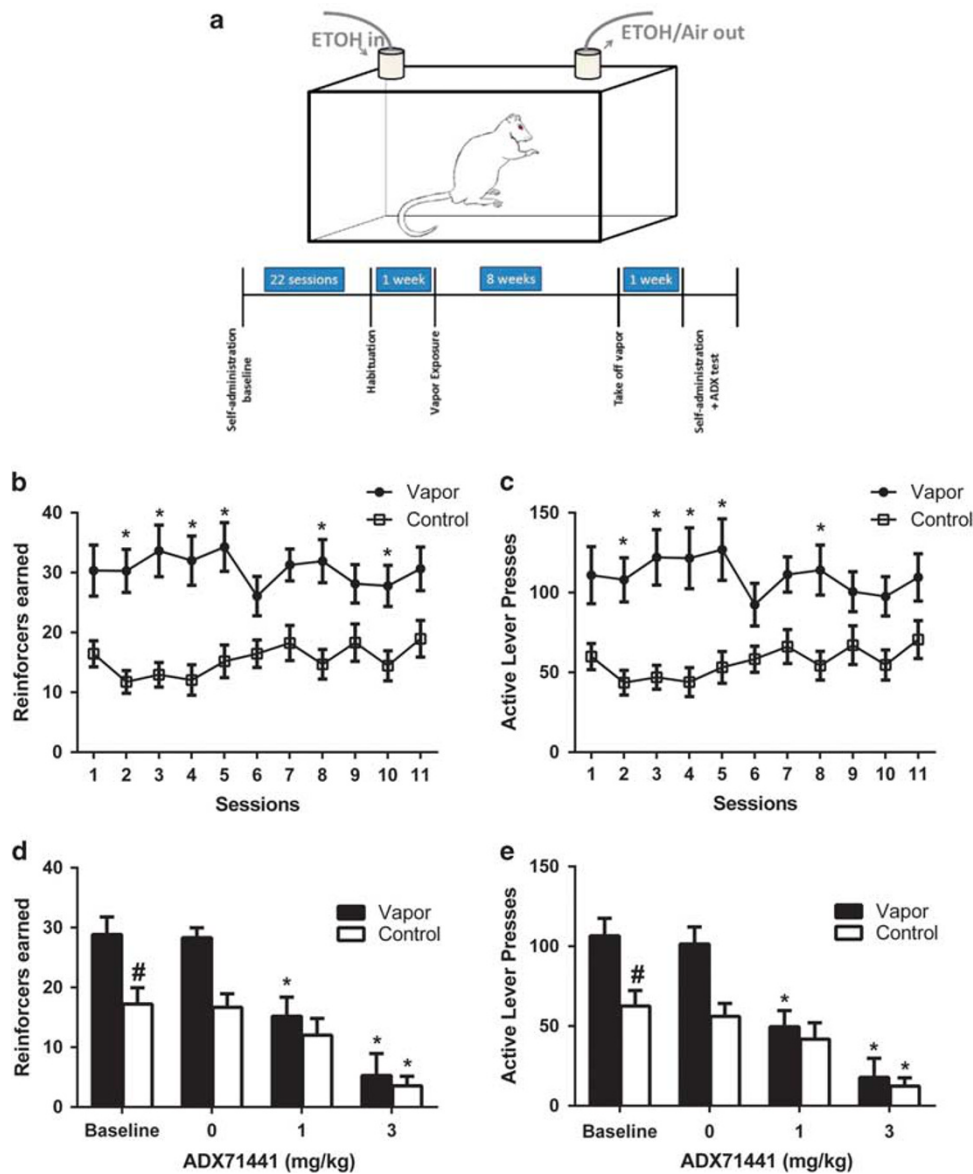 a
ETOH in
ETOH/Air out
22 sessions
1 week
8 weeks
1 week
Self-administration
baseline
Habituation
Vapor Exposure
Take off vapor
Self-administration
+ ADX test
b
Reinforcers earned
40
30
20
10
0
* * * * * *
Vapor
Control
1 2 3 4 5 6 7 8 9 10 11
Sessions
c
Active Lever Presses
150
100
50
0
* * * * *
Vapor
Control
1 2 3 4 5 6 7 8 9 10 11
Sessions
d
Reinforcers earned
40
30
20
10
0
Vapor
Control
#
*
* *
Baseline 0 1 3
ADX71441 (mg/kg)
e
Active Lever Presses
150
100
50
0
Vapor
Control
#
*
* *
Baseline 0 1 3
ADX71441 (mg/kg)